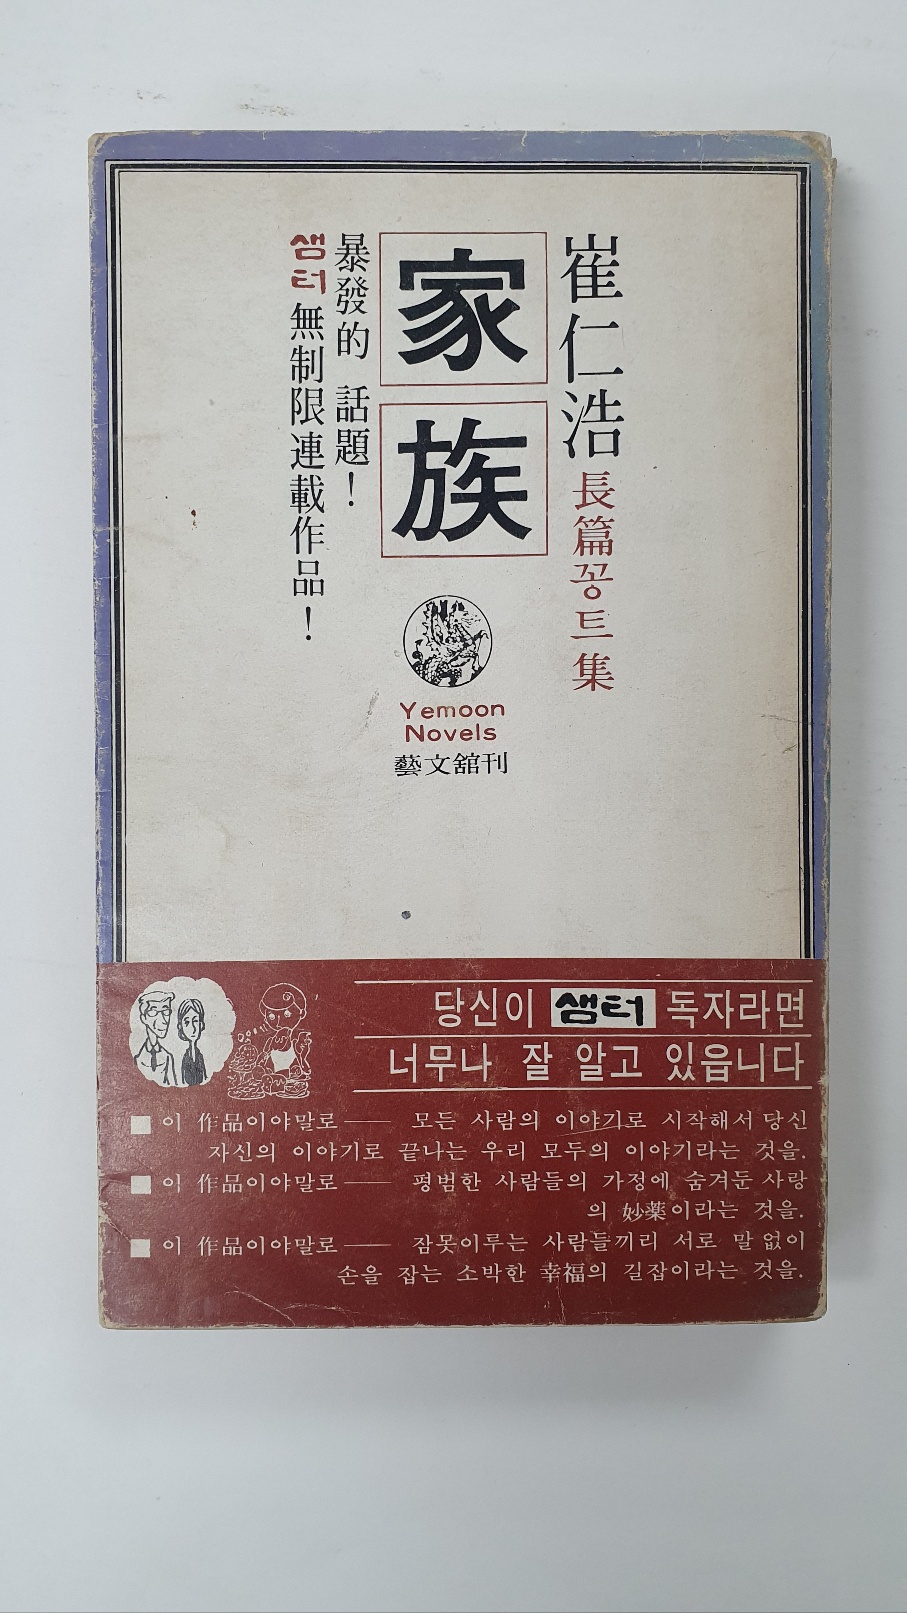 崔仁浩 長篇꽁트集
家族
暴發的 話題!
샘터 無制限連載作品!
Yemoon
Novels
藝文舘刊
당신이 샘터 독자라면
너무나 잘 알고 있읍니다
■ 이 作品이야말로── 모든 사람의 이야기로 시작해서 당신
자신의 이야기로 끝나는 우리 모두의 이야기라는 것을.
■ 이 作品이야말로── 평범한 사람들의 가정에 숨겨둔 사랑
의 妙薬이라는 것을.
■ 이 作品이야말로── 잠못이루는 사람들끼리 서로 말없이
손을 잡는 소박한 幸福의 길잡이라는 것을.